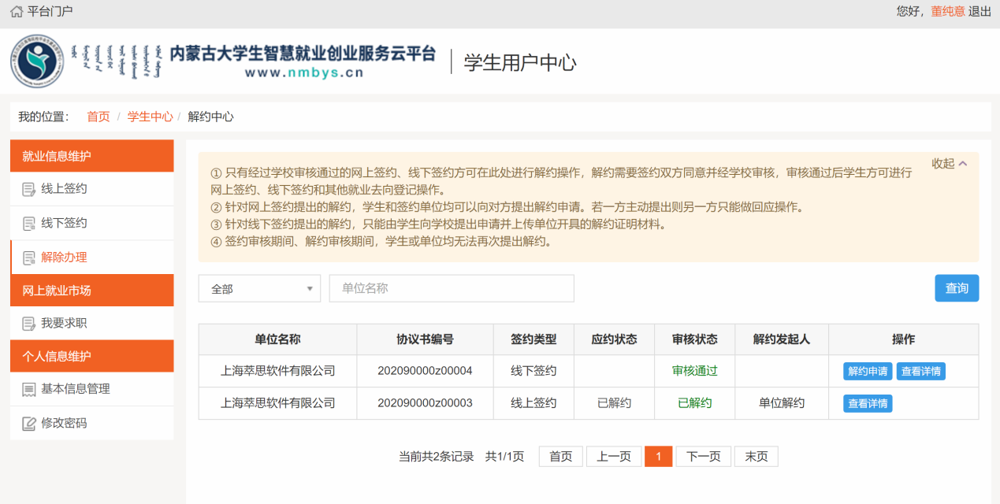 平台门户
您好，董纯意 退出
内蒙古大学生智慧就业创业服务云平台
www.nmbys.cn
学生用户中心
我的位置： 首页 / 学生中心 / 解约中心
就业信息维护
线上签约
线下签约
解除办理
网上就业市场
我要求职
个人信息维护
基本信息管理
修改密码
收起
① 只有经过学校审核通过的网上签约、线下签约方可在此处进行解约操作，解约需要签约双方同意并经学校审核，审核通过后学生方可进行
网上签约、线下签约和其他就业去向登记操作。
② 针对网上签约提出的解约，学生和签约单位均可以向对方提出解约申请。若一方主动提出则另一方只能做回应操作。
③ 针对线下签约提出的解约，只能由学生向学校提出申请并上传单位开具的解约证明材料。
④ 签约审核期间、解约审核期间，学生或单位均无法再次提出解约。
全部 单位名称 查询
单位名称 协议书编号 签约类型 应约状态 审核状态 解约发起人 操作
上海萃思软件有限公司 202090000z00004 线下签约 审核通过 解约申请 查看详情
上海萃思软件有限公司 202090000z00003 线上签约 已解约 已解约 单位解约 查看详情
当前共2条记录 共1/1页 首页 上一页 1 下一页 末页